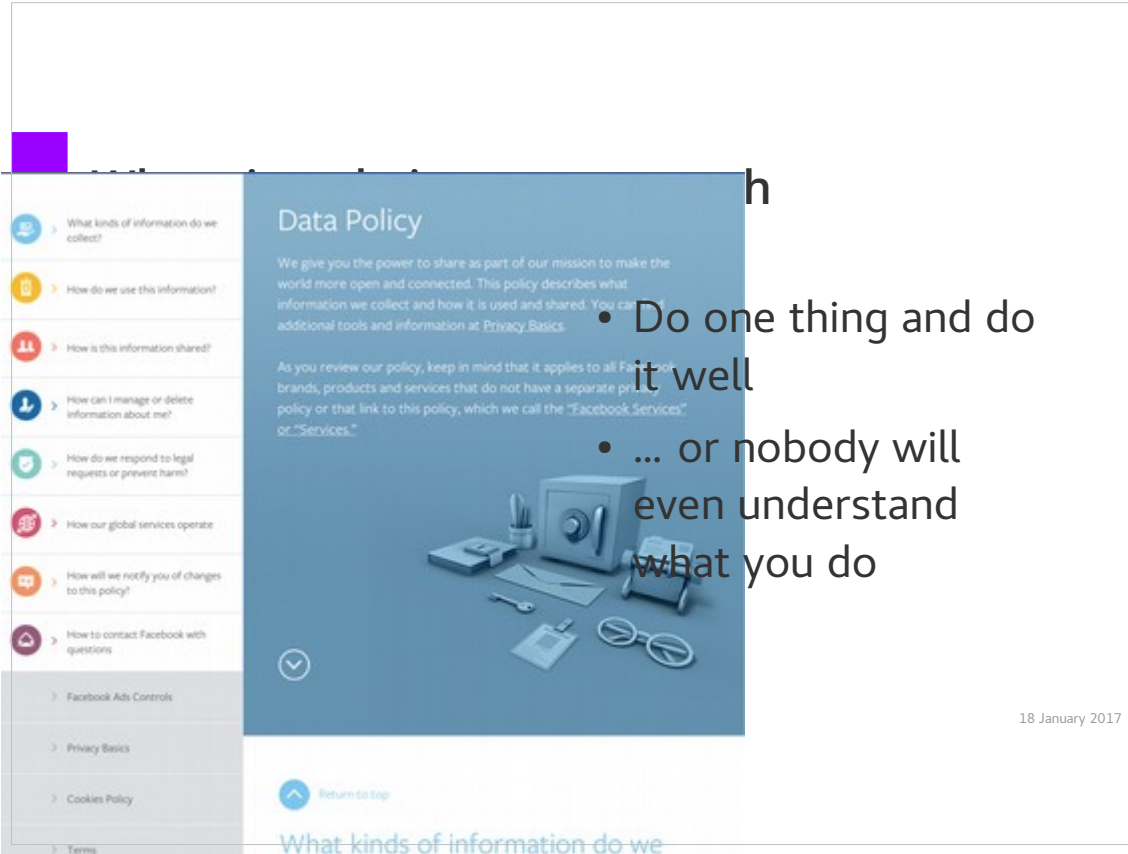 h
What kinds of information do we
collect?
How do we use this information?
How is this information shared?
How can I manage or delete
information about me?
How do we respond to legal
requests or prevent harm?
How our global services operate
How will we notify you of changes
to this policy?
How to contact Facebook with
questions
Facebook Ads Controls
Privacy Basics
Cookies Policy
Terms
Data Policy
We give you the power to share as part of our mission to make the
world more open and connected. This policy describes what
information we collect and how it is used and shared. You can
additional tools and information at Privacy Basics.
As you review our policy, keep in mind that it applies to all Facebook
brands, products and services that do not have a separate privacy
policy or that link to this policy, which we call the "Facebook Services"
or "Services."
Return to top
What kinds of information do we
• Do one thing and do
it well
• ... or nobody will
even understand
what you do
18 January 2017